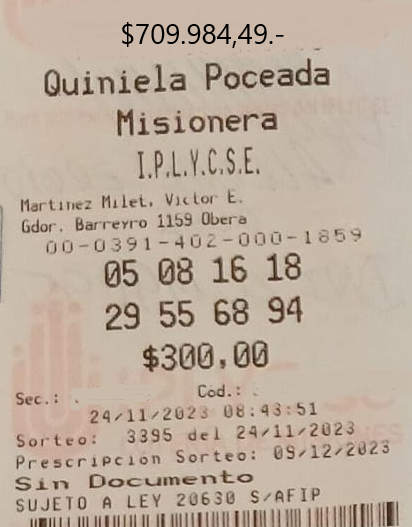 $709.984,49.-
Quiniela Poceada
Misionera
I.P.L.Y.C.S.E.
Martinez Milet, Victor E.
Gdor. Barreyro 1159 Obera
00-0391-402-000-1859
05 08 16 18
29 55 68 94
$300,00
Sec.: . Cod.: .
24/11/2023 08:43:51
Sorteo: 3395 del 24/11/2023
Prescripcion Sorteo: 09/12/2023
Sin Documento
SUJETO A LEY 20630 S/AFIP